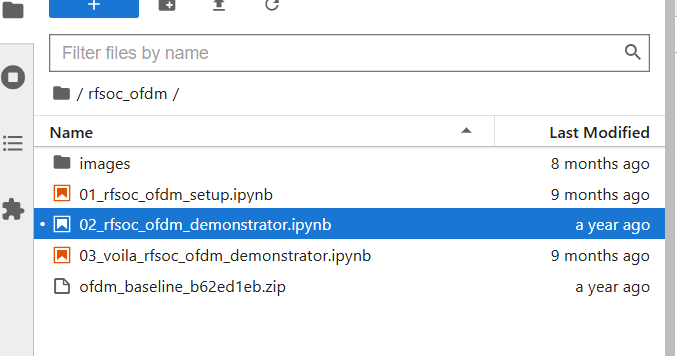 Filter files by name
/ rfsoc_ofdm /
Name Last Modified
images 8 months ago
01_rfsoc_ofdm_setup.ipynb 9 months ago
02_rfsoc_ofdm_demonstrator.ipynb a year ago
03_voila_rfsoc_ofdm_demonstrator.ipynb 9 months ago
ofdm_baseline_b62ed1eb.zip a year ago